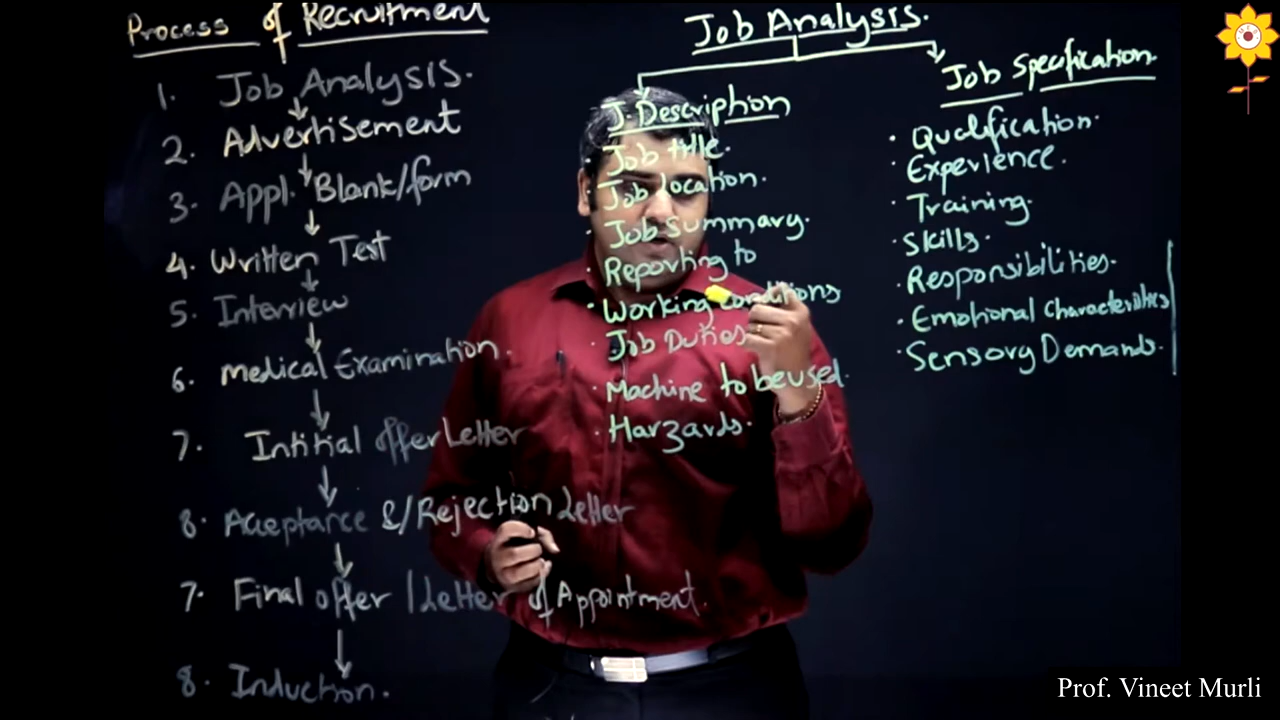 Process of Recruitment
1. Job Analysis.
2. Advertisement
3. Appl. Blank/form
4. Written Test
5. Interview
6. Medical Examination.
7. Intitial offer Letter
8. Acceptance &/Rejection Letter
7. Final offer / Letter of Appointment.
8. Induction.
Job Analysis.
J. Description
· Job title.
· Job location.
· Job summary.
· Reporting to
· Working conditions
· Job Duties
· Machine to be used.
· Harzards.
Job Specification.
· Qualification.
· Experience.
· Training.
· Skills.
· Responsibilities.
· Emotional Characteristics
· Sensory Demands.
Prof. Vineet Murli